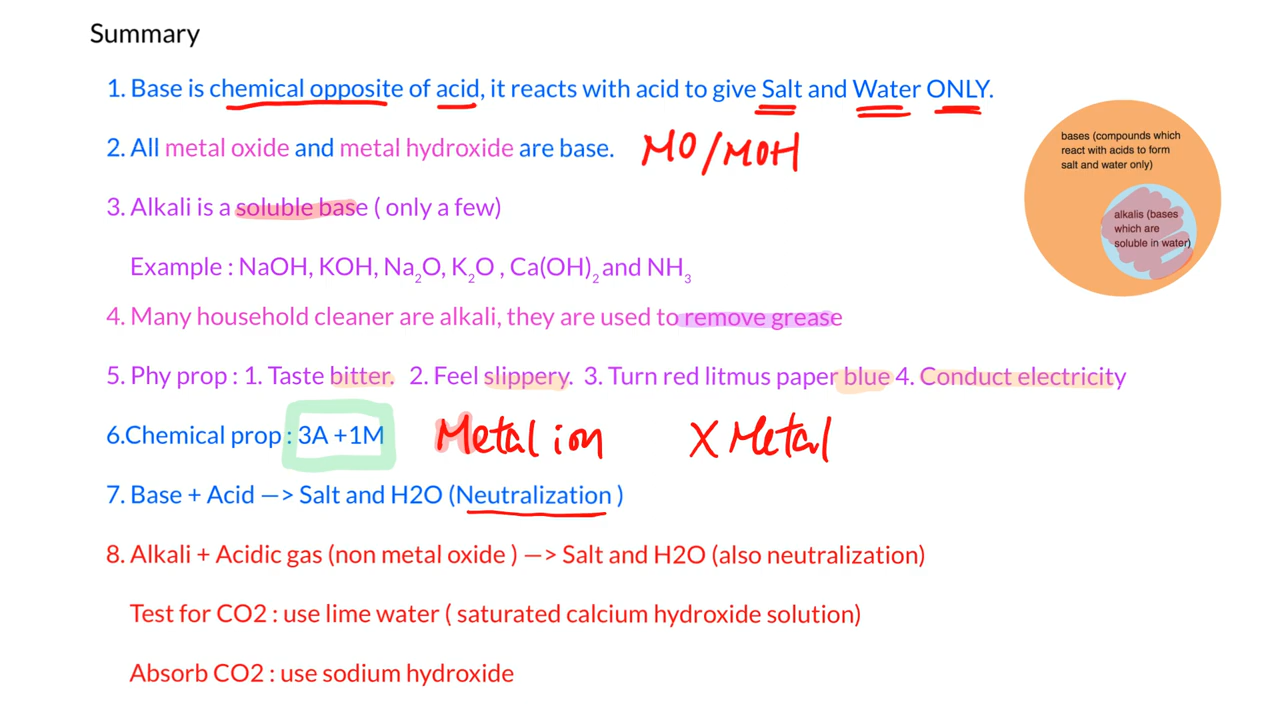 Summary
1. Base is chemical opposite of acid, it reacts with acid to give Salt and Water ONLY.
2. All metal oxide and metal hydroxide are base. MO/MOH
bases (compounds which
react with acids to form
salt and water only)
3. Alkali is a soluble base ( only a few)
alkalis (bases
which are
soluble in water)
Example : NaOH, KOH, Na₂O, K₂O , Ca(OH)₂ and NH₃
4. Many household cleaner are alkali, they are used to remove grease
5. Phy prop : 1. Taste bitter. 2. Feel slippery. 3. Turn red litmus paper blue 4. Conduct electricity
6.Chemical prop : 3A +1M Metal ion X Metal
7. Base + Acid —> Salt and H2O (Neutralization )
8. Alkali + Acidic gas (non metal oxide ) —> Salt and H2O (also neutralization)
Test for CO2 : use lime water ( saturated calcium hydroxide solution)
Absorb CO2 : use sodium hydroxide